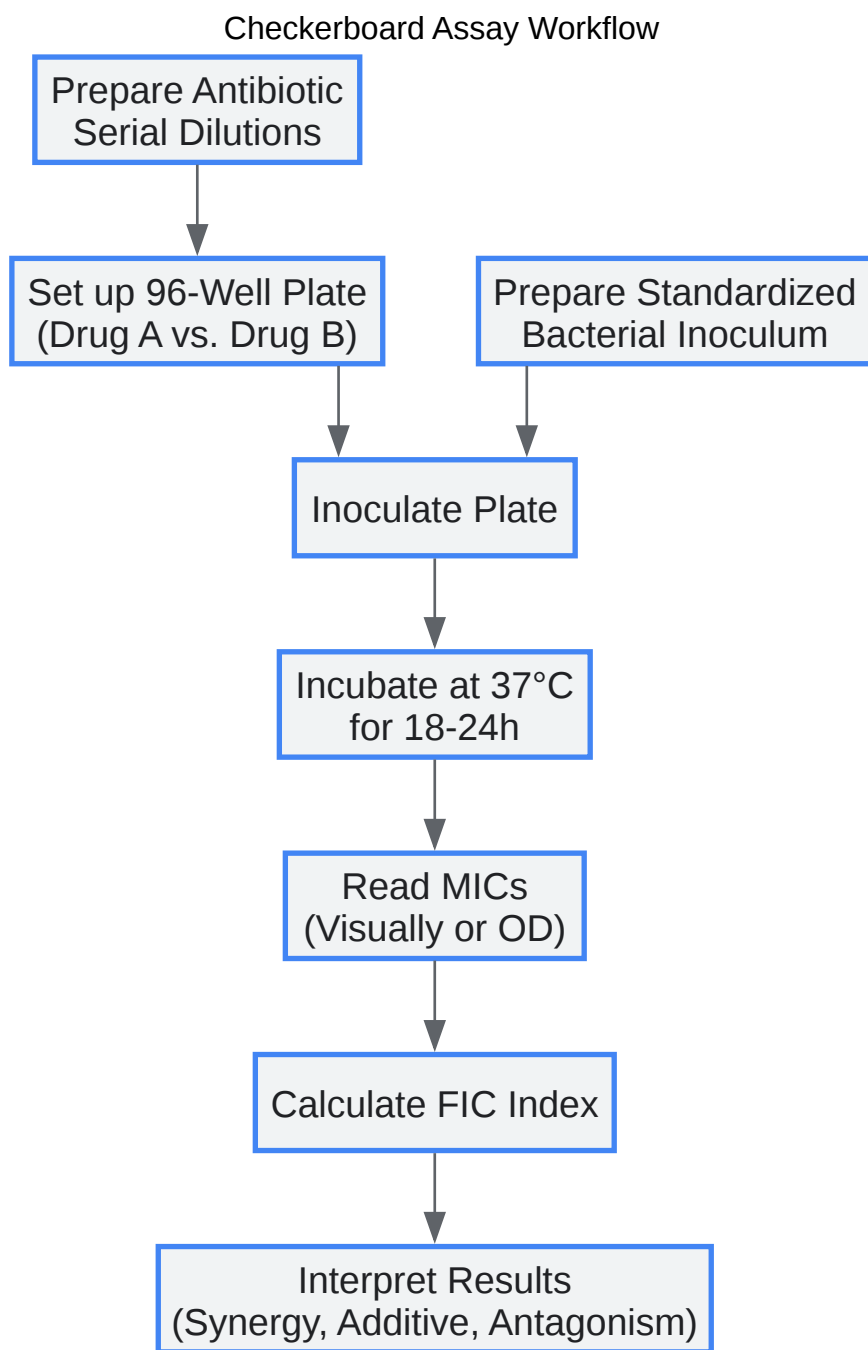 Checkerboard Assay Workflow
Prepare Antibiotic
Serial Dilutions
Set up 96-Well Plate
(Drug A vs. Drug B)
Prepare Standardized
Bacterial Inoculum
Inoculate Plate
Incubate at 37°C
for 18-24h
Read MICs
(Visually or OD)
Calculate FIC Index
Interpret Results
(Synergy, Additive, Antagonism)